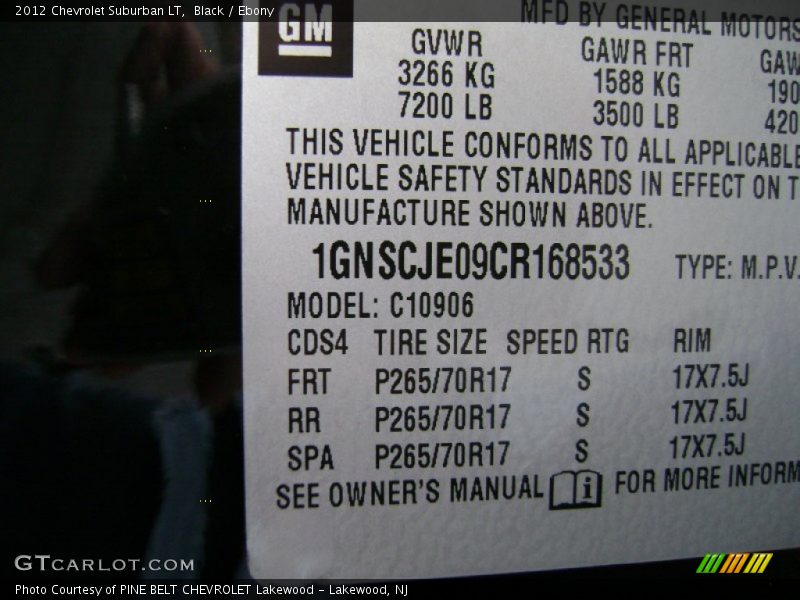 2012 Chevrolet Suburban LT, Black / Ebony
GM
MFD BY GENERAL MOTORS
GVWR GAWR FRT GAW
3266 KG 1588 KG 190
7200 LB 3500 LB 420
THIS VEHICLE CONFORMS TO ALL APPLICABLE
VEHICLE SAFETY STANDARDS IN EFFECT ON T
MANUFACTURE SHOWN ABOVE.
1GNSCJE09CR168533 TYPE: M.P.V.
MODEL: C10906
CDS4 TIRE SIZE SPEED RTG RIM
FRT P265/70R17 S 17X7.5J
RR P265/70R17 S 17X7.5J
SPA P265/70R17 S 17X7.5J
SEE OWNER'S MANUAL i FOR MORE INFORM
GTCARLOT.COM
Photo Courtesy of PINE BELT CHEVROLET Lakewood - Lakewood, NJ